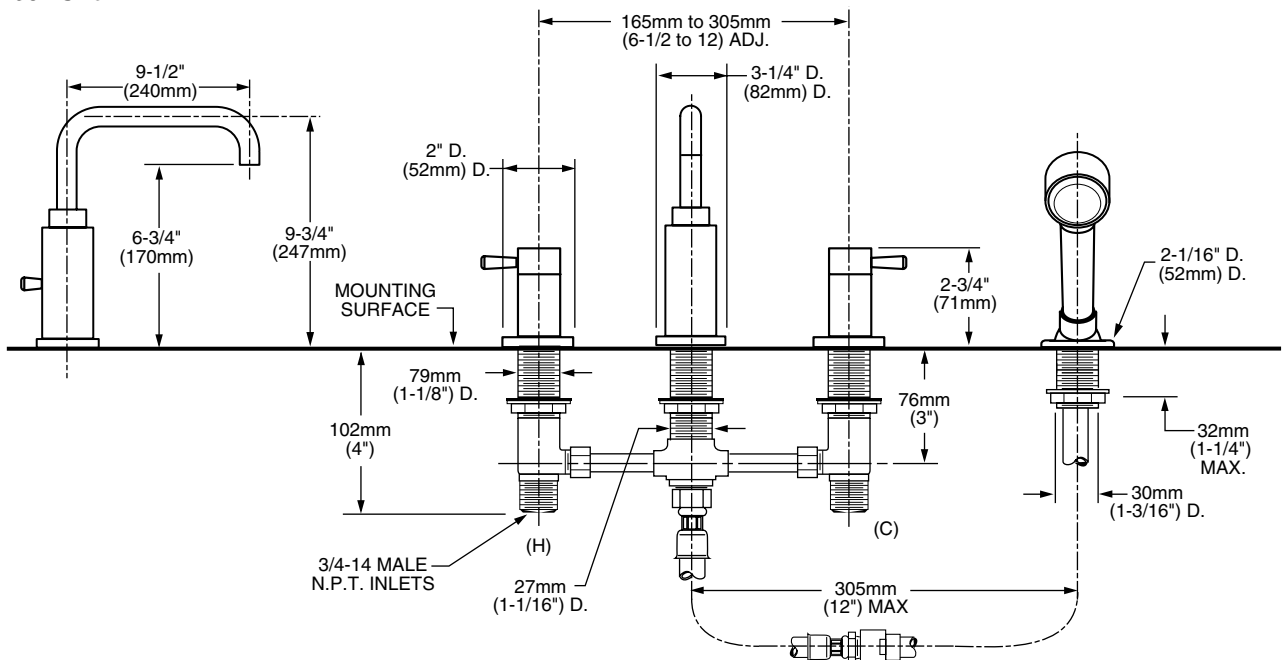 165mm to 305mm
(6-1/2 to 12) ADJ.
9-1/2"
(240mm)
3-1/4" D.
(82mm) D.
2" D.
(52mm) D.
6-3/4"
(170mm)
9-3/4"
(247mm)
2-1/16" D.
(52mm) D.
2-3/4"
(71mm)
MOUNTING
SURFACE
79mm
(1-1/8") D.
76mm
(3")
102mm
(4")
32mm
(1-1/4")
MAX.
30mm
(1-3/16") D.
(H)
(C)
3/4-14 MALE
N.P.T. INLETS
27mm
(1-1/16") D.
305mm
(12") MAX